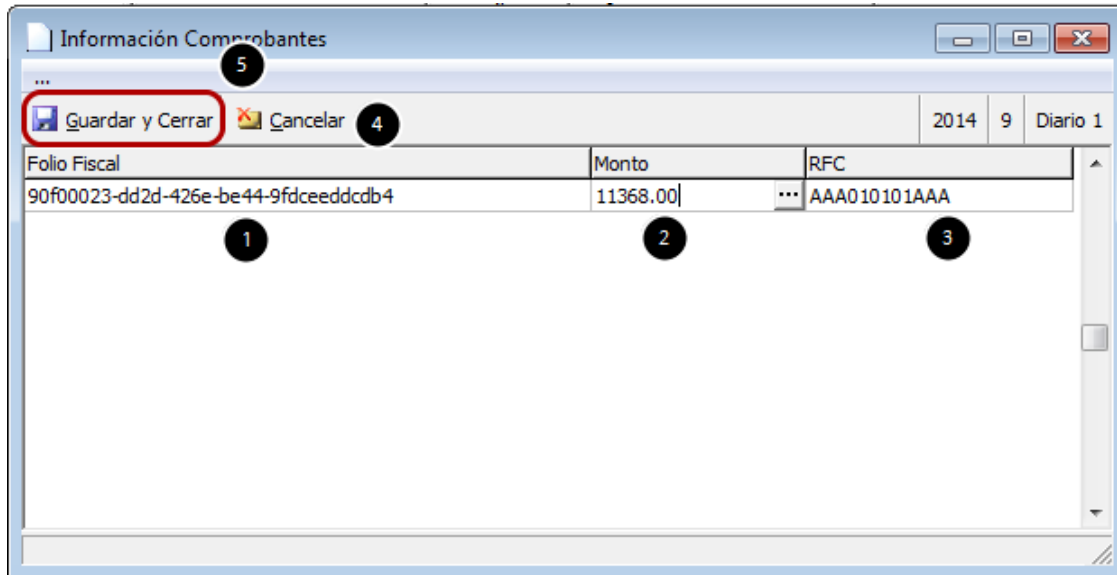 Información Comprobantes
5
...
Guardar y Cerrar Cancelar 4 2014 9 Diario 1
Folio Fiscal Monto RFC
90f00023-dd2d-426e-be44-9fdceeddcdb4 11368.00 ... AAA010101AAA
1 2 3